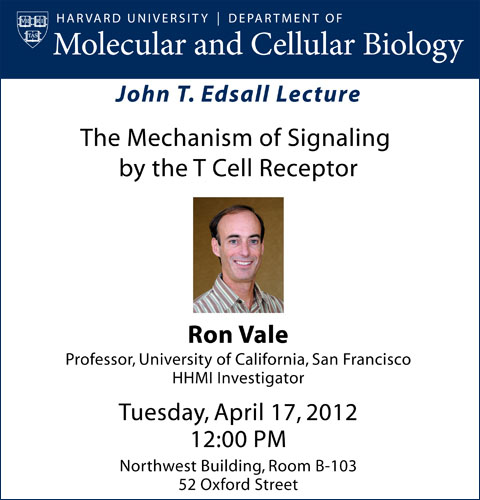 HARVARD UNIVERSITY | DEPARTMENT OF
Molecular and Cellular Biology
John T. Edsall Lecture
The Mechanism of Signaling
by the T Cell Receptor
Ron Vale
Professor, University of California, San Francisco
HHMI Investigator
Tuesday, April 17, 2012
12:00 PM
Northwest Building, Room B-103
52 Oxford Street